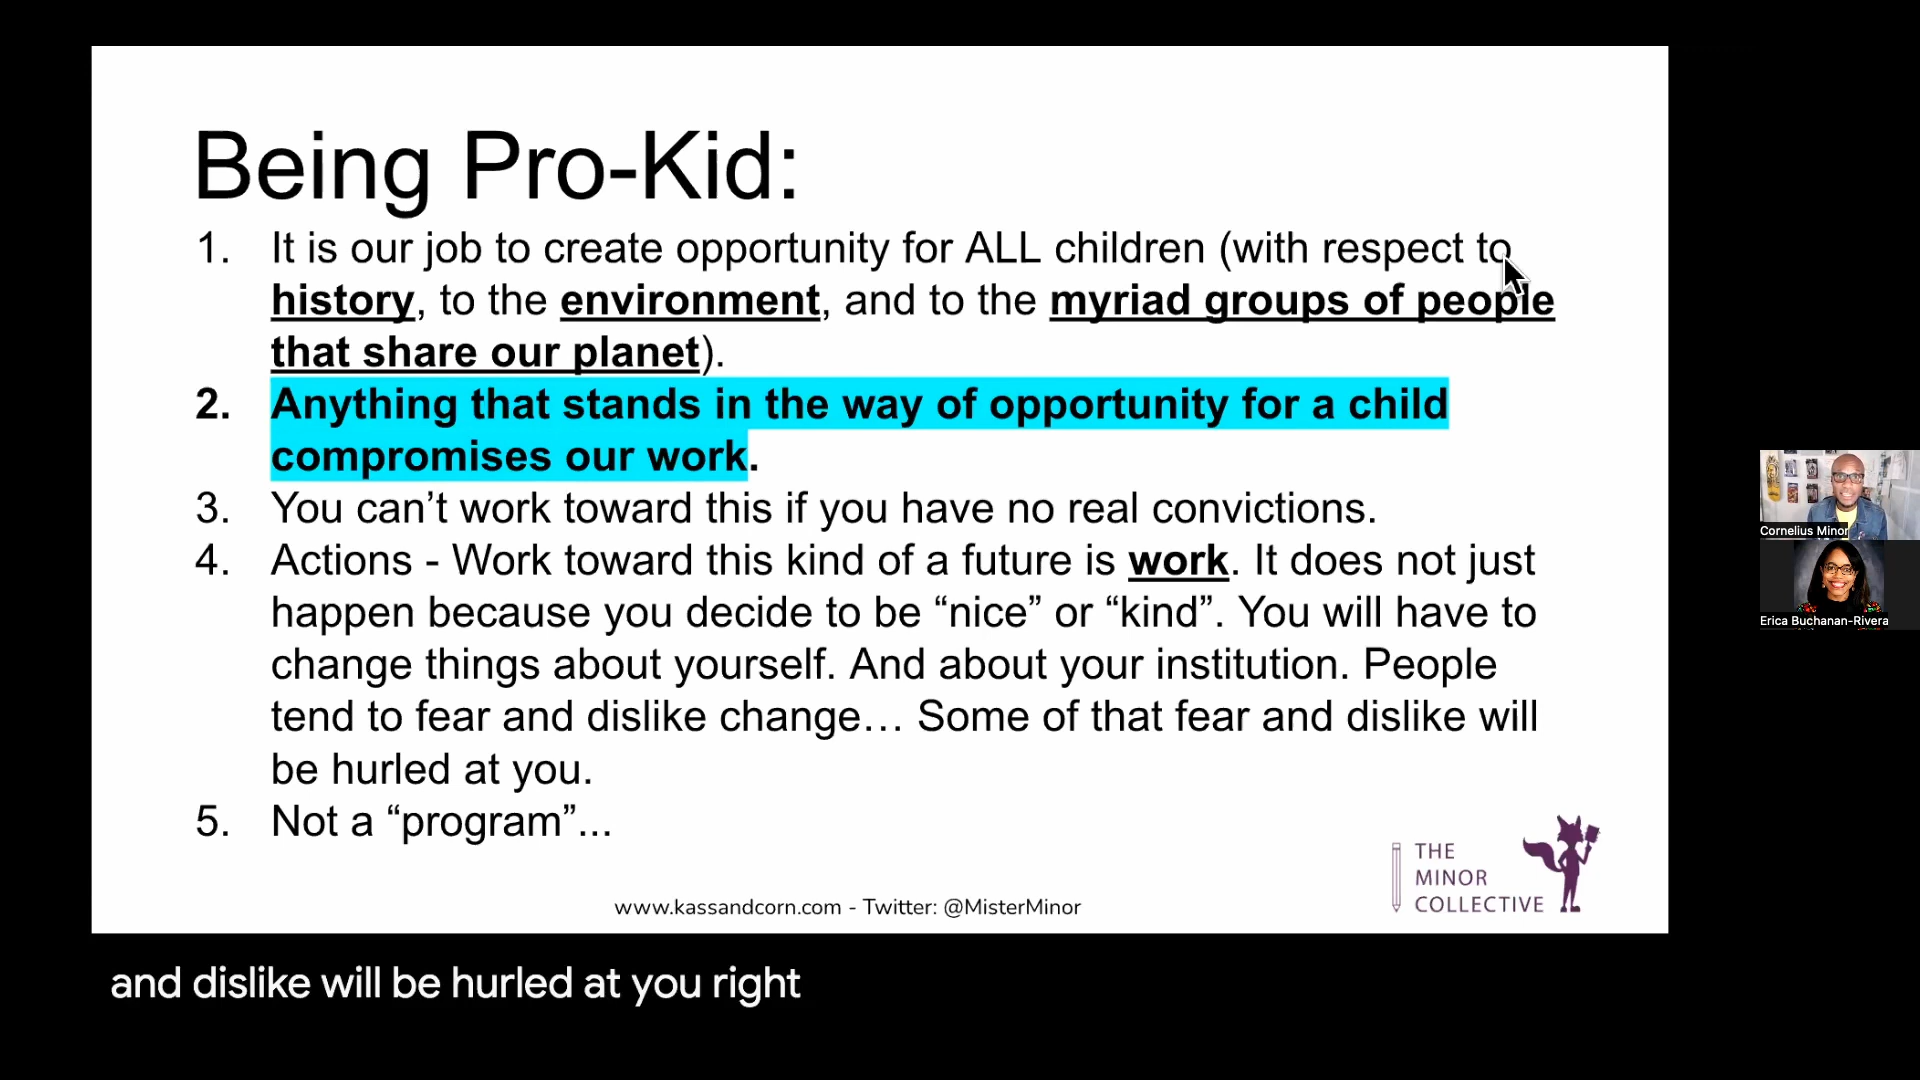 Being Pro-Kid:
1. It is our job to create opportunity for ALL children (with respect to
history, to the environment, and to the myriad groups of people
that share our planet).
2. Anything that stands in the way of opportunity for a child
compromises our work.
3. You can’t work toward this if you have no real convictions.
4. Actions - Work toward this kind of a future is work. It does not just
happen because you decide to be “nice” or “kind”. You will have to
change things about yourself. And about your institution. People
tend to fear and dislike change… Some of that fear and dislike will
be hurled at you.
5. Not a “program”...
THE
MINOR
COLLECTIVE
www.kassandcorn.com - Twitter: @MisterMinor
Cornelius Minor
Erica Buchanan-Rivera
and dislike will be hurled at you right